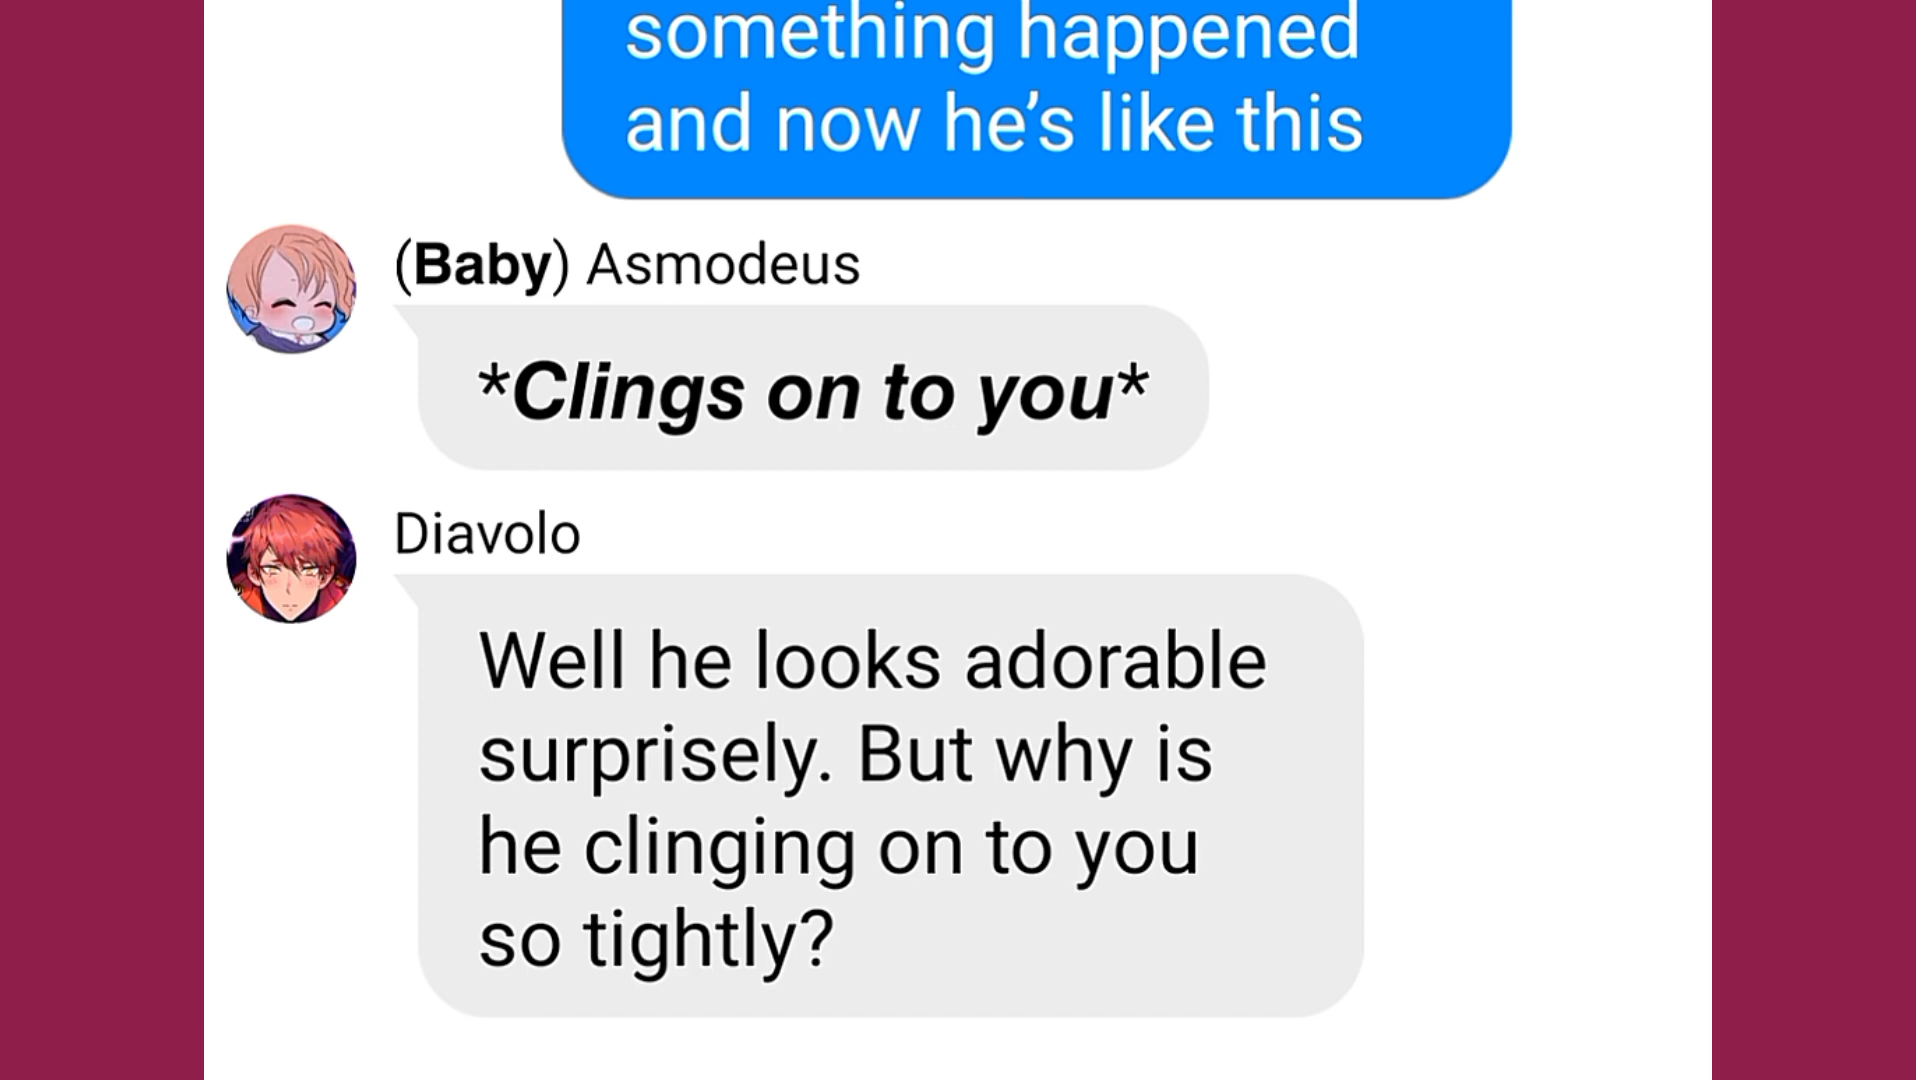 something happened
and now he’s like this
(Baby) Asmodeus
*Clings on to you*
Diavolo
Well he looks adorable
surprisely. But why is
he clinging on to you
so tightly?